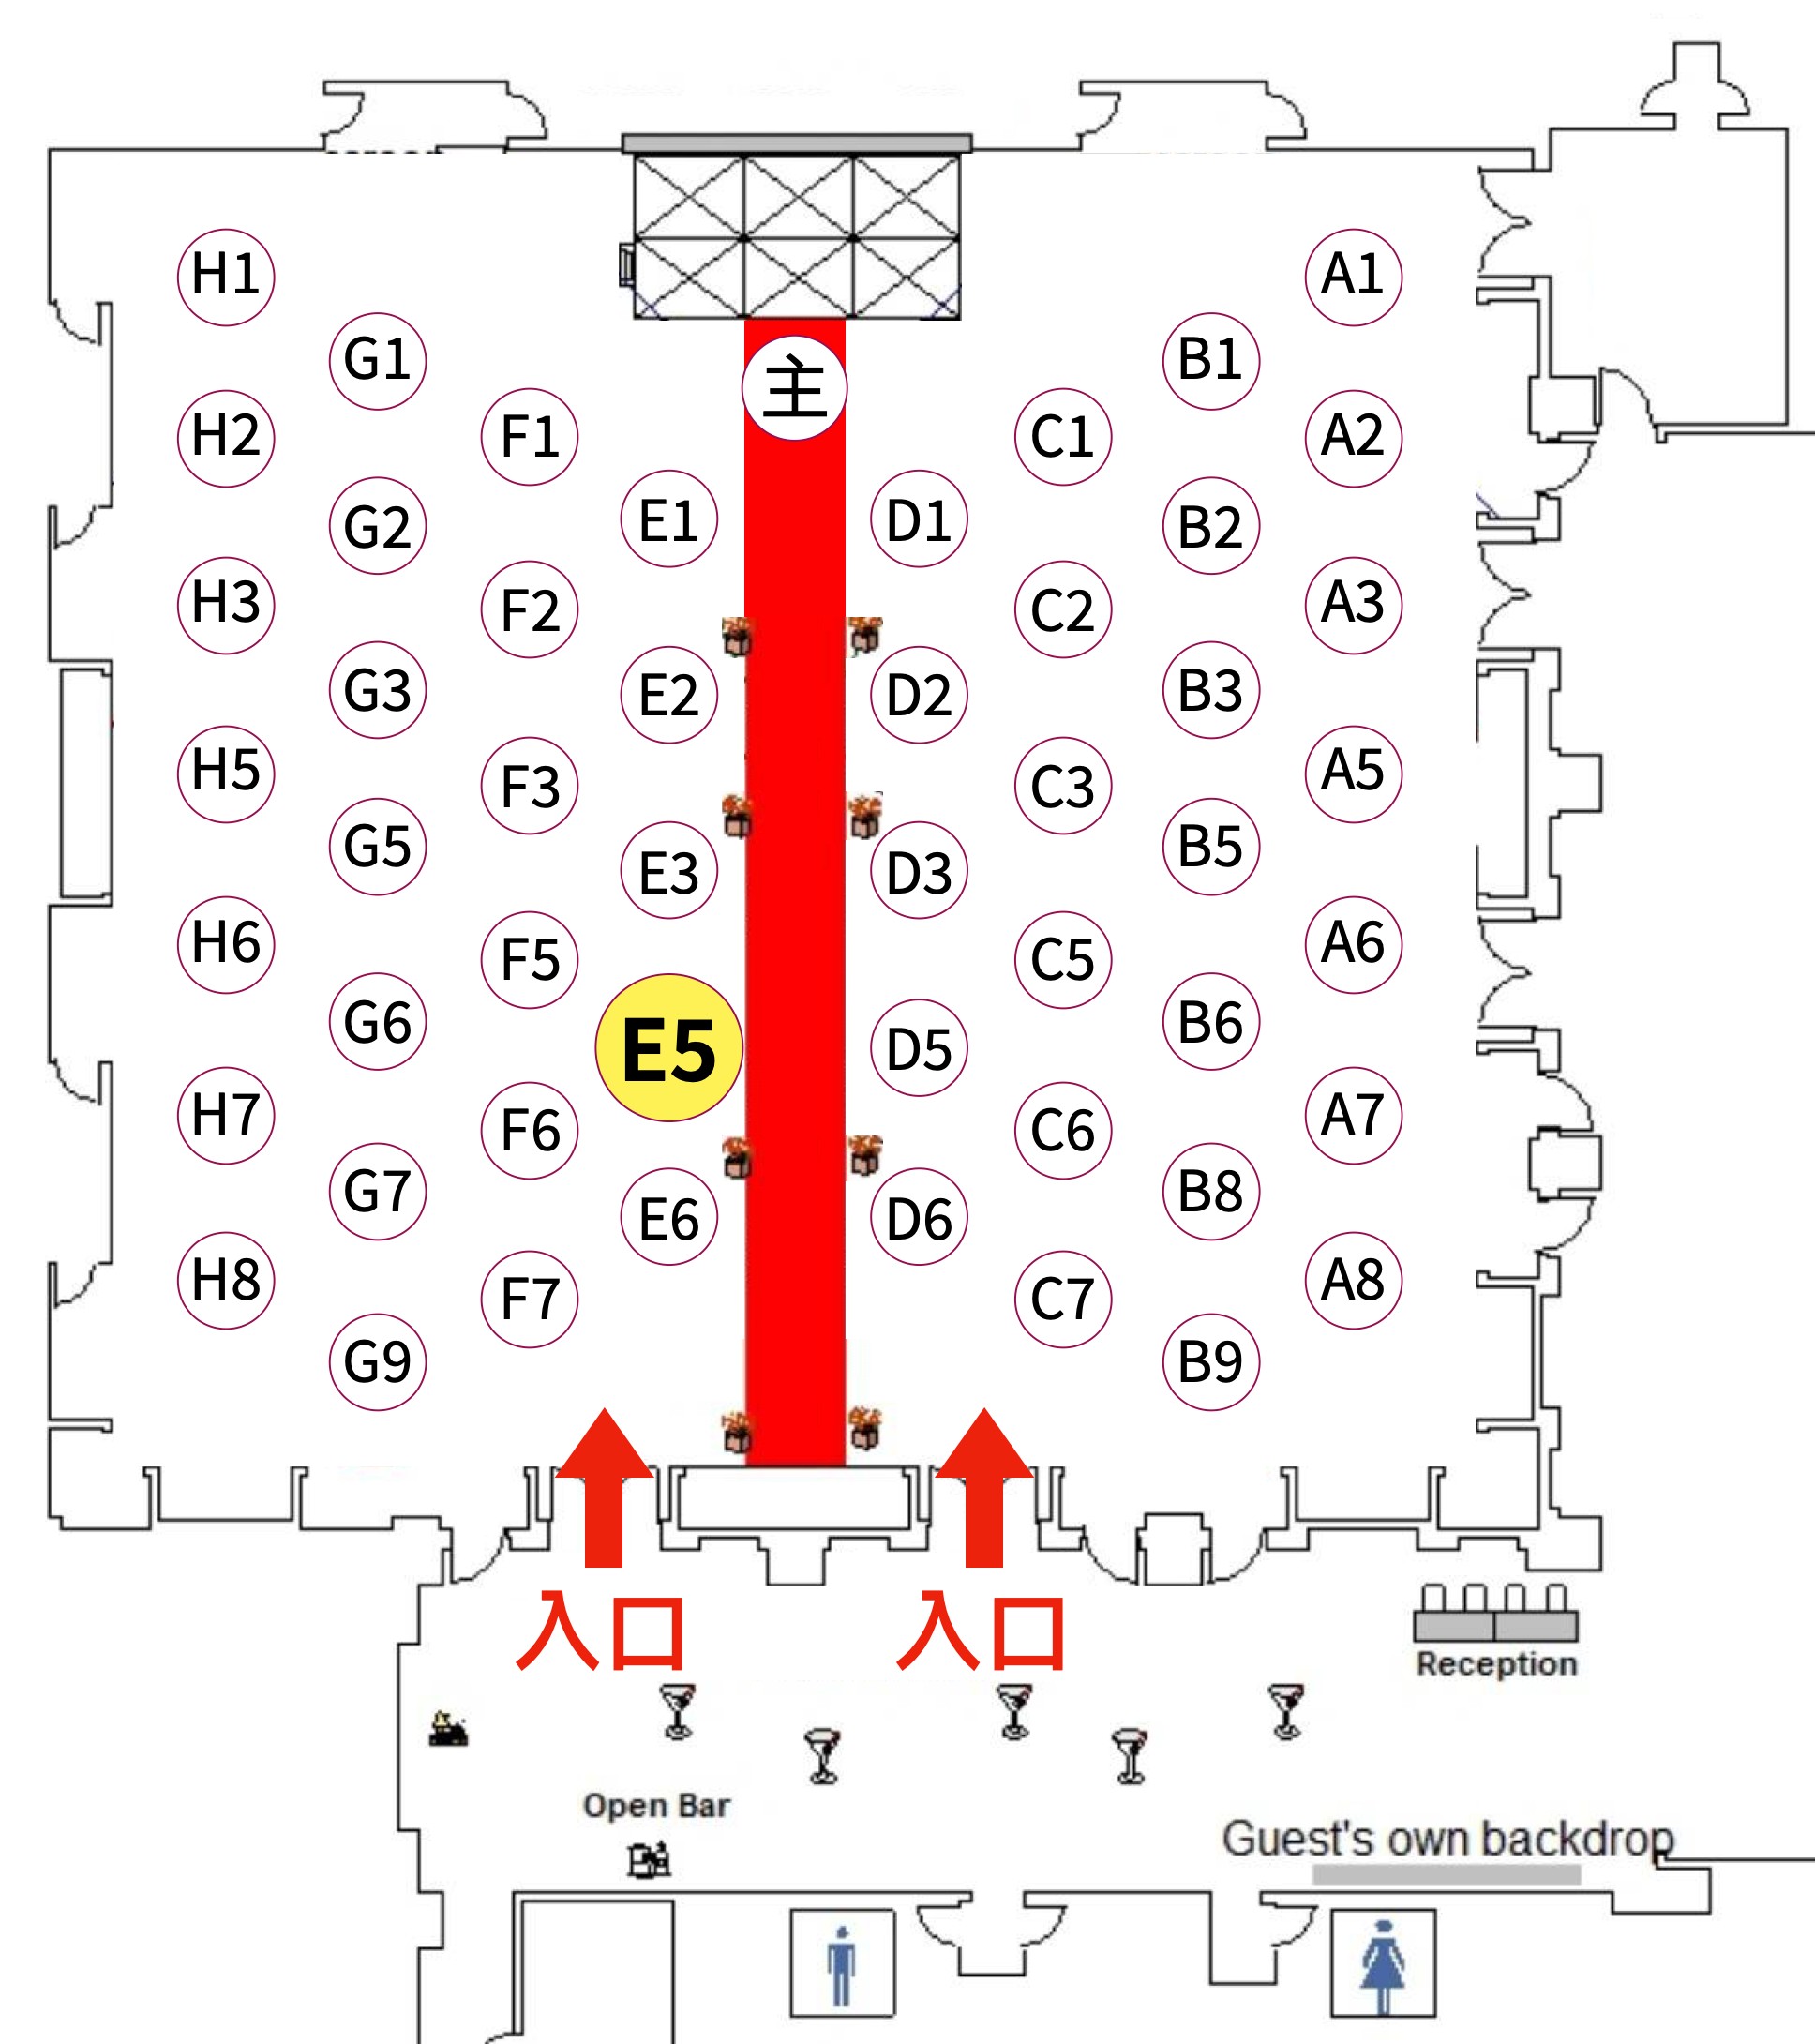 H1 A1
G1 主 B1
H2 F1 C1 A2
G2 E1 D1 B2
H3 F2 C2 A3
G3 E2 D2 B3
H5 F3 C3 A5
G5 E3 D3 B5
H6 F5 C5 A6
G6 E5 D5 B6
H7 F6 C6 A7
G7 E6 D6 B8
H8 F7 C7 A8
G9 B9
入口 入口
Reception
Open Bar
Guest's own backdrop